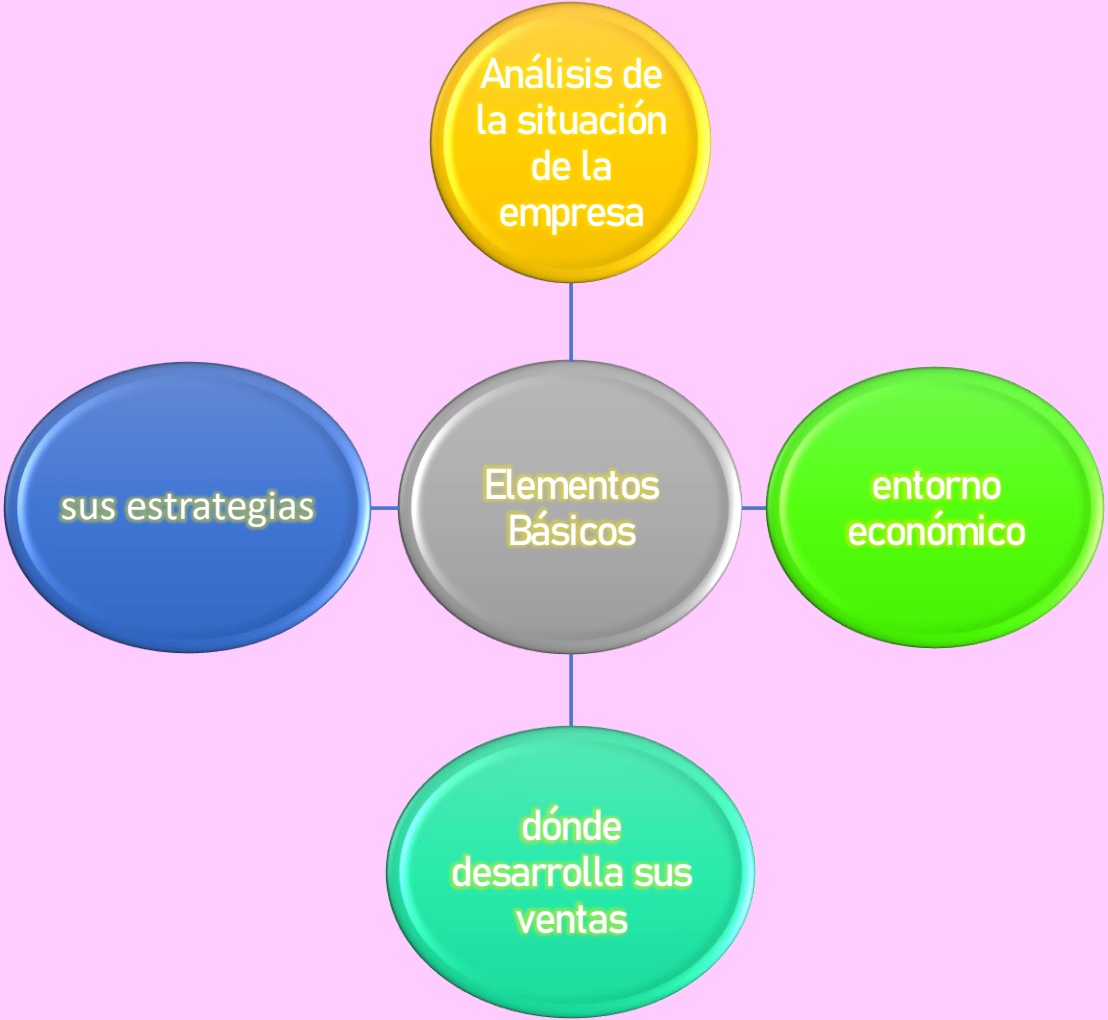 Análisis de
la situación
de la
empresa
sus estrategias
Elementos
Básicos
entorno
económico
dónde
desarrolla sus
ventas